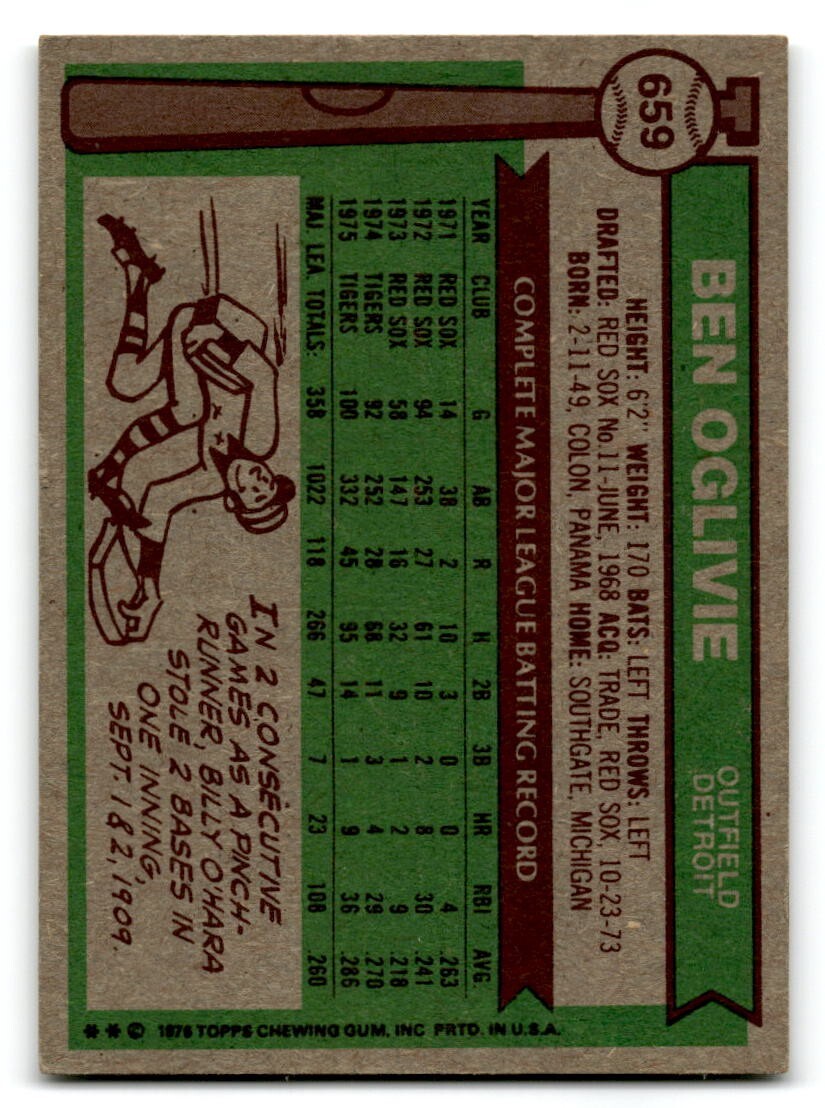 659
BEN OGLIVIE
OUTFIELD
DETROIT
HEIGHT: 6'2" WEIGHT: 170 BATS: LEFT THROWS: LEFT
DRAFTED: RED SOX No.11-JUNE, 1968 ACQ: TRADE, RED SOX, 10-23-73
BORN: 2-11-49, COLON, PANAMA HOME: SOUTHGATE, MICHIGAN
COMPLETE MAJOR LEAGUE BATTING RECORD
YEAR CLUB G AB R H 2B 3B HR RBI AVG.
1971 RED SOX 14 38 2 10 3 0 0 4 .263
1972 RED SOX 94 253 27 61 10 2 8 30 .241
1973 RED SOX 58 147 16 32 9 1 2 9 .218
1974 TIGERS 92 252 28 68 11 3 4 29 .270
1975 TIGERS 100 332 45 95 14 1 9 36 .286
MAJ. LEA. TOTALS: 358 1022 118 266 47 7 23 108 .260
IN 2 CONSECUTIVE
GAMES AS A PINCH-
RUNNER, BILLY O'HARA
STOLE 2 BASES IN
ONE INNING,
SEPT. 1 & 2, 1909.
** © 1976 TOPPS CHEWING GUM, INC PRTD. IN U.S.A.